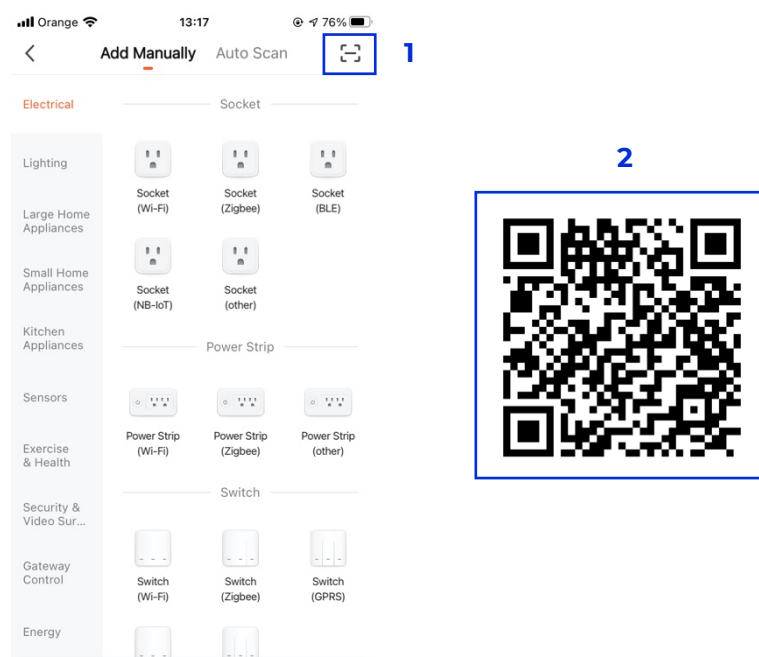 Orange 13:17 76%
Add Manually Auto Scan
1
Electrical
Socket
Lighting
Socket
(Wi-Fi)
Socket
(Zigbee)
Socket
(BLE)
Large Home
Appliances
Small Home
Appliances
Socket
(NB-IoT)
Socket
(other)
Kitchen
Appliances
Power Strip
Sensors
Power Strip
(Wi-Fi)
Power Strip
(Zigbee)
Power Strip
(other)
Exercise
& Health
Switch
Security &
Video Sur...
Gateway
Control
Switch
(Wi-Fi)
Switch
(Zigbee)
Switch
(GPRS)
Energy
2